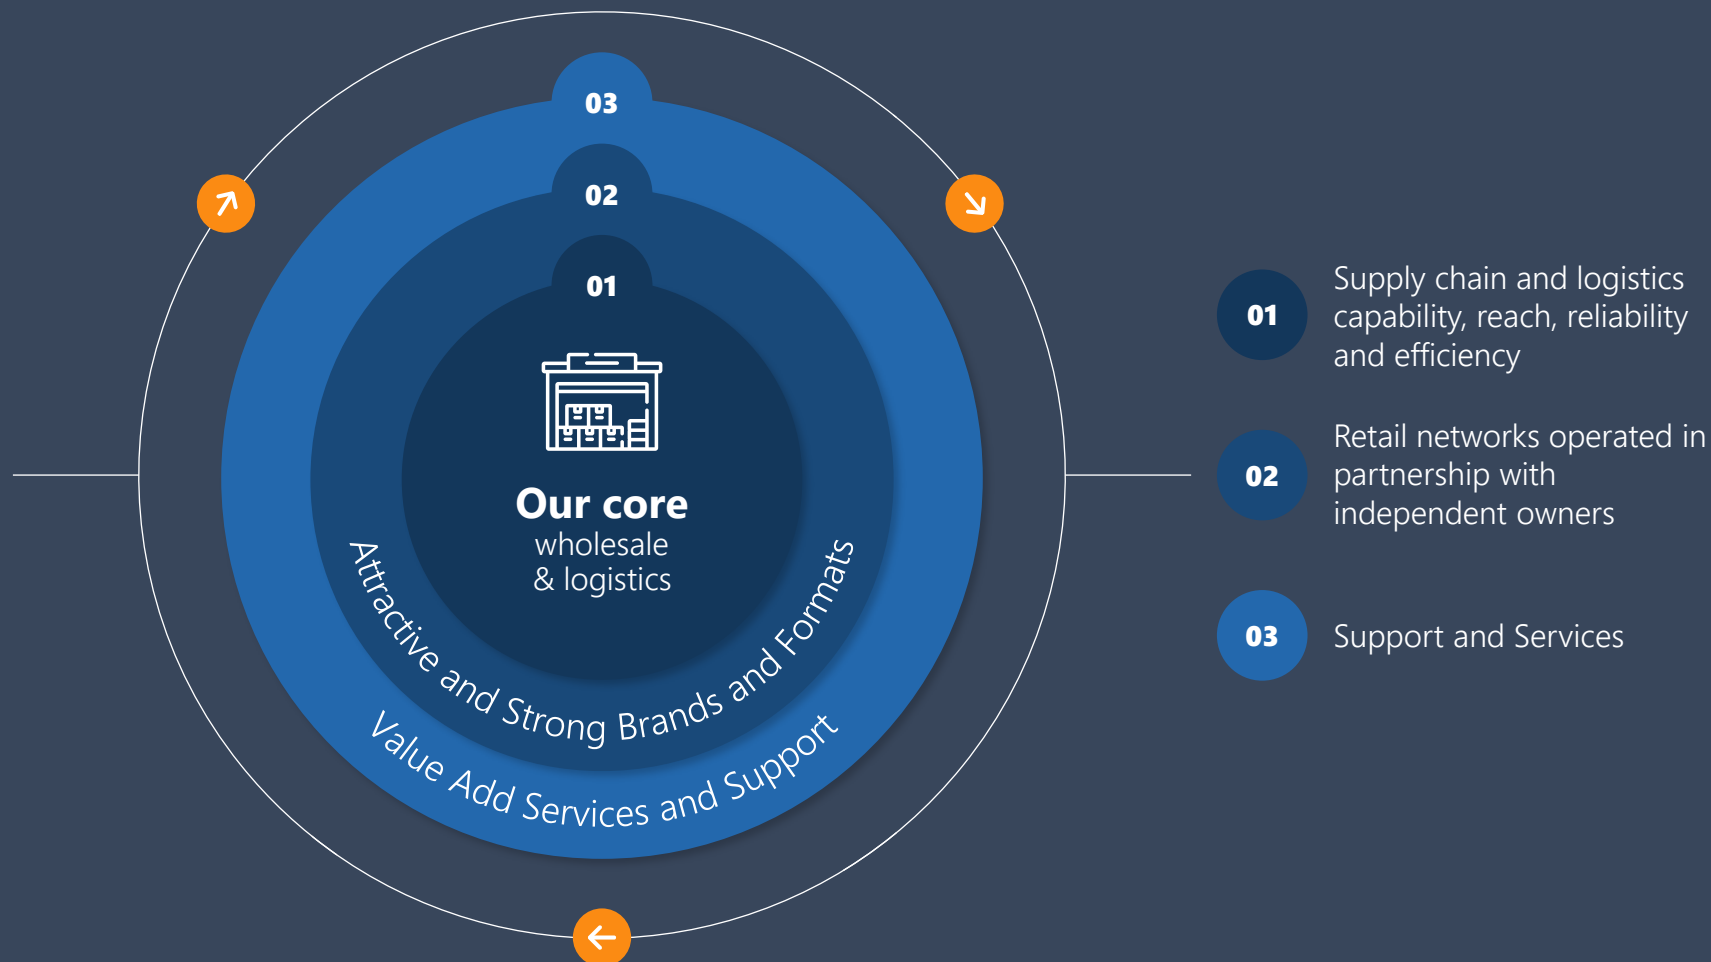 03
02
01
Our core
wholesale
& logistics
Attractive and Strong Brands and Formats
Value Add Services and Support
01
Supply chain and logistics
capability, reach, reliability
and efficiency
02
Retail networks operated in
partnership with
independent owners
03
Support and Services